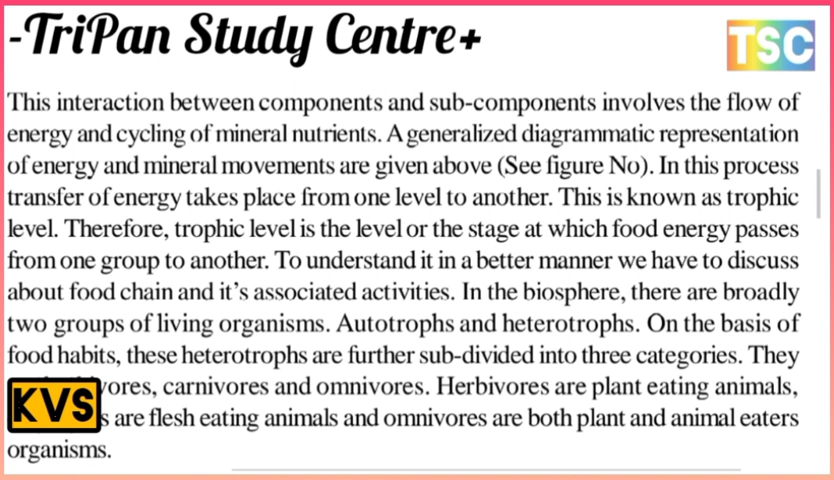 -TriPan Study Centre+
TSC
This interaction between components and sub-components involves the flow of
energy and cycling of mineral nutrients. A generalized diagrammatic representation
of energy and mineral movements are given above (See figure No). In this process
transfer of energy takes place from one level to another. This is known as trophic
level. Therefore, trophic level is the level or the stage at which food energy passes
from one group to another. To understand it in a better manner we have to discuss
about food chain and it's associated activities. In the biosphere, there are broadly
two groups of living organisms. Autotrophs and heterotrophs. On the basis of
food habits, these heterotrophs are further sub-divided into three categories. They
vores, carnivores and omnivores. Herbivores are plant eating animals,
KVS
s are flesh eating animals and omnivores are both plant and animal eaters
organisms.